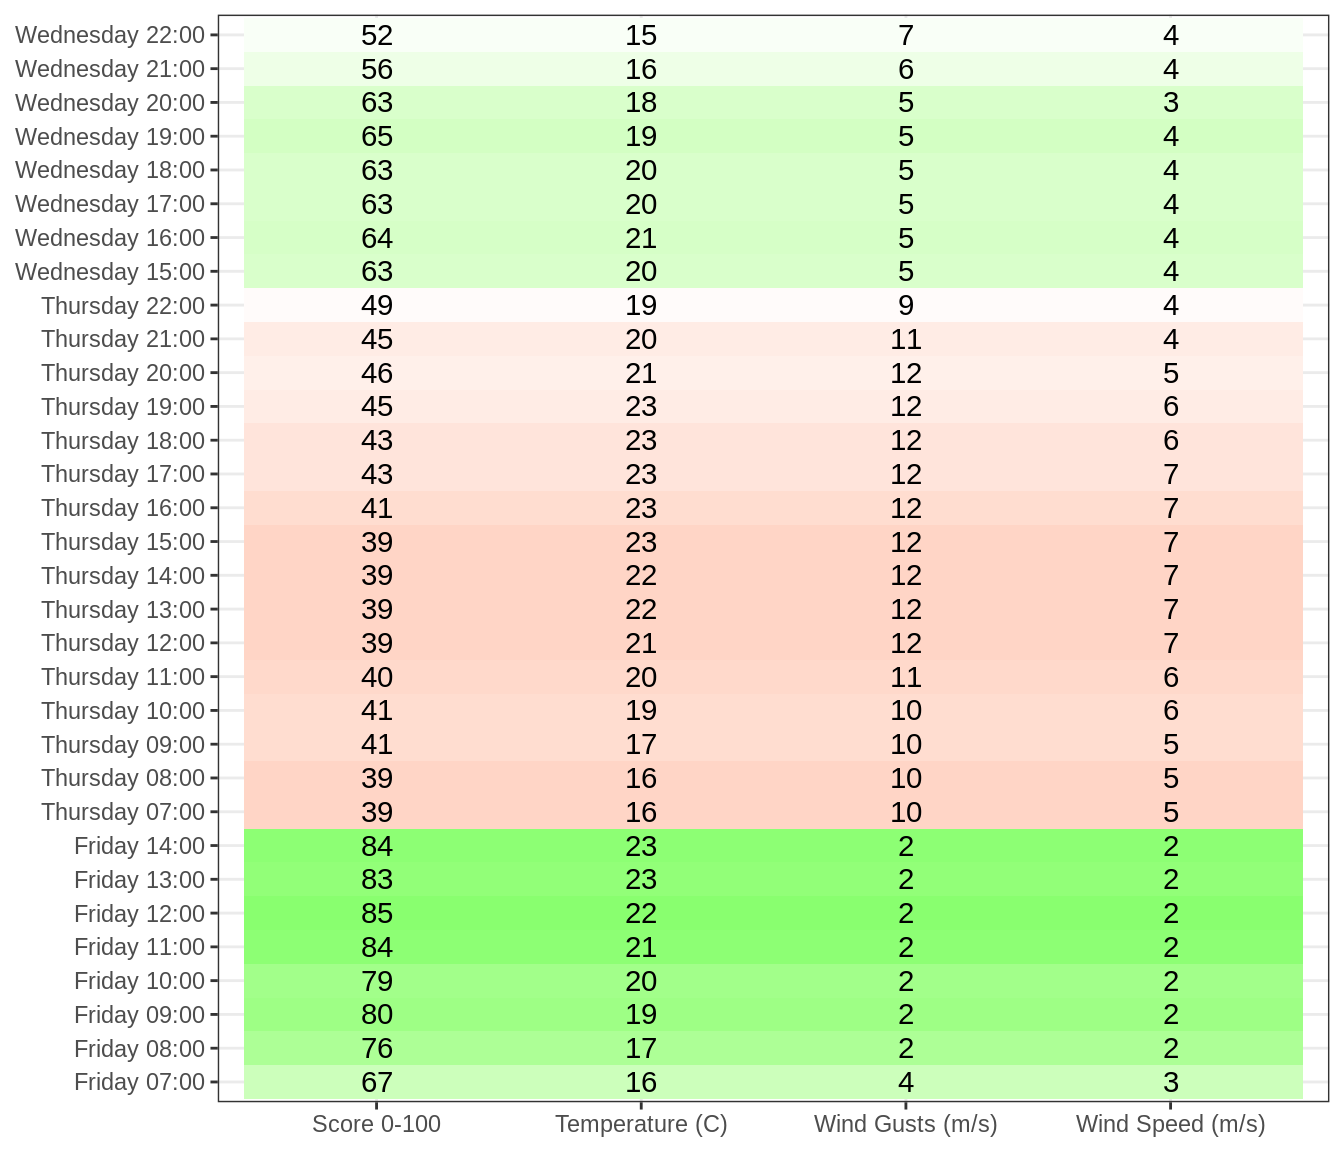 Wednesday 22:00 52 15 7 4
Wednesday 21:00 56 16 6 4
Wednesday 20:00 63 18 5 3
Wednesday 19:00 65 19 5 4
Wednesday 18:00 63 20 5 4
Wednesday 17:00 63 20 5 4
Wednesday 16:00 64 21 5 4
Wednesday 15:00 63 20 5 4
Thursday 22:00 49 19 9 4
Thursday 21:00 45 20 11 4
Thursday 20:00 46 21 12 5
Thursday 19:00 45 23 12 6
Thursday 18:00 43 23 12 6
Thursday 17:00 43 23 12 7
Thursday 16:00 41 23 12 7
Thursday 15:00 39 23 12 7
Thursday 14:00 39 22 12 7
Thursday 13:00 39 22 12 7
Thursday 12:00 39 21 12 7
Thursday 11:00 40 20 11 6
Thursday 10:00 41 19 10 6
Thursday 09:00 41 17 10 5
Thursday 08:00 39 16 10 5
Thursday 07:00 39 16 10 5
Friday 14:00 84 23 2 2
Friday 13:00 83 23 2 2
Friday 12:00 85 22 2 2
Friday 11:00 84 21 2 2
Friday 10:00 79 20 2 2
Friday 09:00 80 19 2 2
Friday 08:00 76 17 2 2
Friday 07:00 67 16 4 3
Score 0-100 Temperature (C) Wind Gusts (m/s) Wind Speed (m/s)